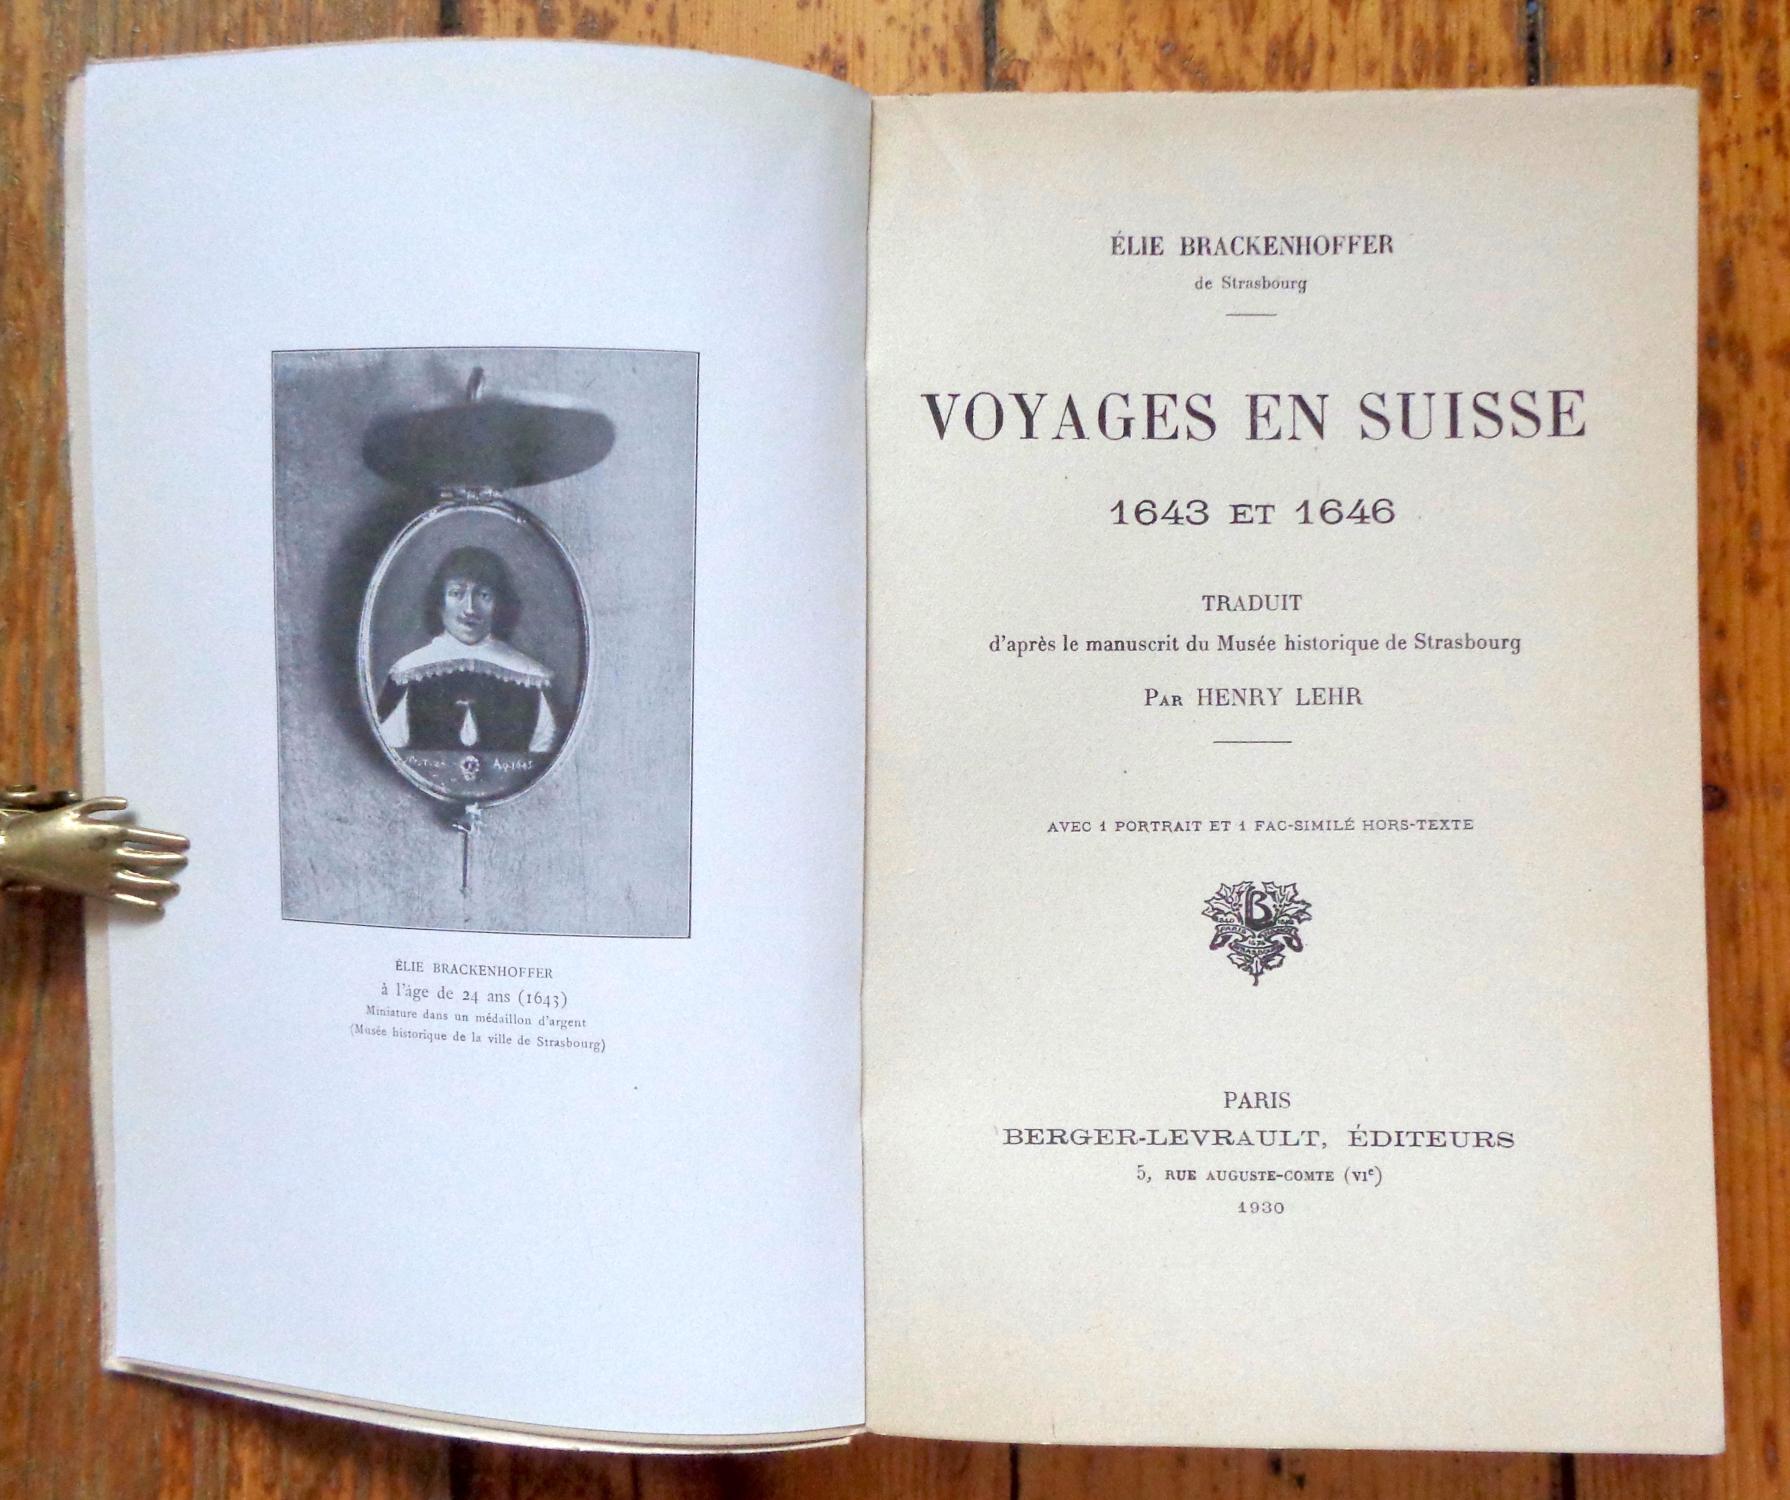 ÉLIE BRACKENHOFFER
à l'âge de 24 ans (1643)
Miniature dans un médaillon d'argent
(Musée historique de la ville de Strasbourg)
ÉLIE BRACKENHOFFER
de Strasbourg
VOYAGES EN SUISSE
1643 ET 1646
TRADUIT
d'après le manuscrit du Musée historique de Strasbourg
PAR HENRY LEHR
AVEC 1 PORTRAIT ET 1 FAC-SIMILÉ HORS-TEXTE
B
PARIS
BERGER-LEVRAULT, ÉDITEURS
5, RUE AUGUSTE-COMTE (VIe)
1930